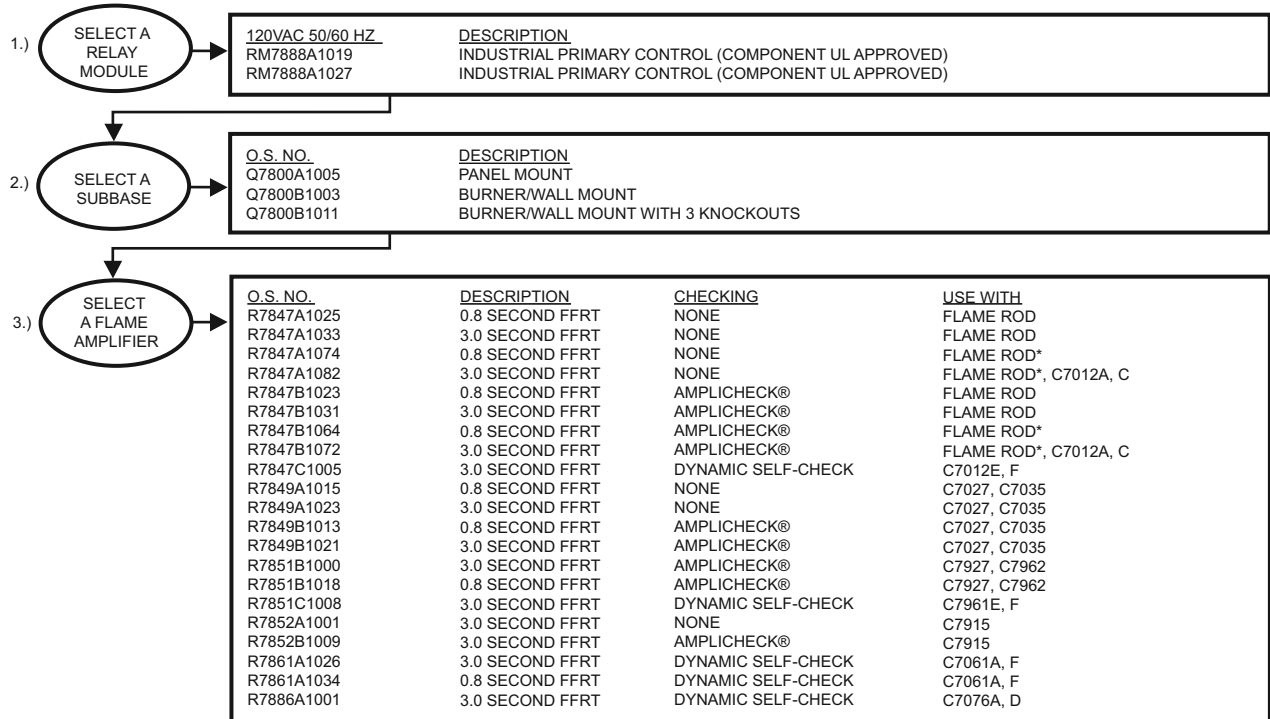 1.)
SELECT A
RELAY
MODULE
120VAC 50/60 HZ DESCRIPTION
RM7888A1019 INDUSTRIAL PRIMARY CONTROL (COMPONENT UL APPROVED)
RM7888A1027 INDUSTRIAL PRIMARY CONTROL (COMPONENT UL APPROVED)
2.)
SELECT A
SUBBASE
O.S. NO. DESCRIPTION
Q7800A1005 PANEL MOUNT
Q7800B1003 BURNER/WALL MOUNT
Q7800B1011 BURNER/WALL MOUNT WITH 3 KNOCKOUTS
3.)
SELECT
A FLAME
AMPLIFIER
O.S. NO. DESCRIPTION CHECKING USE WITH
R7847A1025 0.8 SECOND FFRT NONE FLAME ROD
R7847A1033 3.0 SECOND FFRT NONE FLAME ROD
R7847A1074 0.8 SECOND FFRT NONE FLAME ROD*
R7847A1082 3.0 SECOND FFRT NONE FLAME ROD*, C7012A, C
R7847B1023 0.8 SECOND FFRT AMPLICHECK® FLAME ROD
R7847B1031 3.0 SECOND FFRT AMPLICHECK® FLAME ROD
R7847B1064 0.8 SECOND FFRT AMPLICHECK® FLAME ROD*
R7847B1072 3.0 SECOND FFRT AMPLICHECK® FLAME ROD*, C7012A, C
R7847C1005 3.0 SECOND FFRT DYNAMIC SELF-CHECK C7012E, F
R7849A1015 0.8 SECOND FFRT NONE C7027, C7035
R7849A1023 3.0 SECOND FFRT NONE C7027, C7035
R7849B1013 0.8 SECOND FFRT AMPLICHECK® C7027, C7035
R7849B1021 3.0 SECOND FFRT AMPLICHECK® C7027, C7035
R7851B1000 3.0 SECOND FFRT AMPLICHECK® C7927, C7962
R7851B1018 0.8 SECOND FFRT AMPLICHECK® C7927, C7962
R7851C1008 3.0 SECOND FFRT DYNAMIC SELF-CHECK C7961E, F
R7852A1001 3.0 SECOND FFRT NONE C7915
R7852B1009 3.0 SECOND FFRT AMPLICHECK® C7915
R7861A1026 3.0 SECOND FFRT DYNAMIC SELF-CHECK C7061A, F
R7861A1034 0.8 SECOND FFRT DYNAMIC SELF-CHECK C7061A, F
R7886A1001 3.0 SECOND FFRT DYNAMIC SELF-CHECK C7076A, D